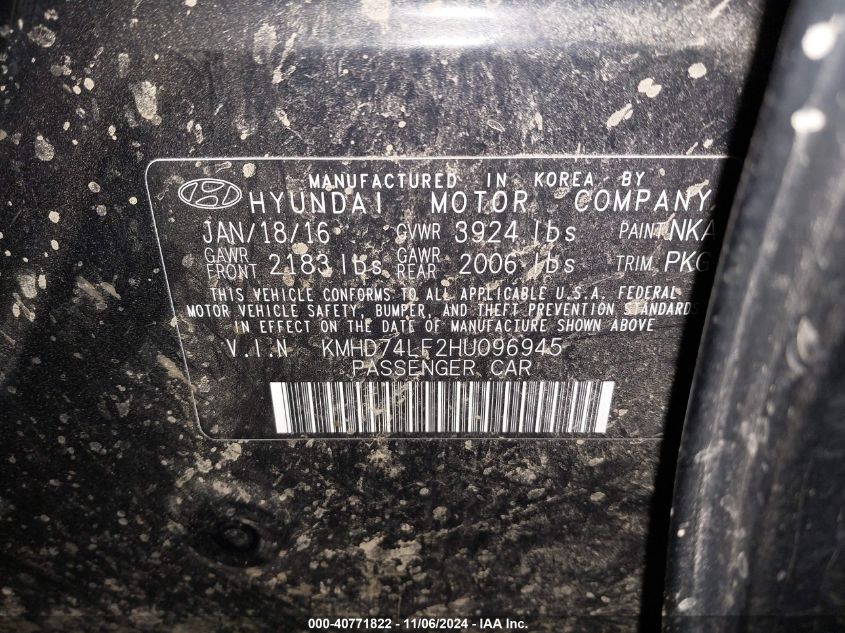 MANUFACTURED IN KOREA BY
HYUNDAI MOTOR COMPANY
JAN/18/16 GVWR 3924 lbs PAINT NKA
GAWR FRONT 2183 lbs GAWR REAR 2006 lbs TRIM PKG
THIS VEHICLE CONFORMS TO ALL APPLICABLE U.S.A. FEDERAL
MOTOR VEHICLE SAFETY, BUMPER, AND THEFT PREVENTION STANDARDS
IN EFFECT ON THE DATE OF MANUFACTURE SHOWN ABOVE
V.I.N KMHD74LF2HU096945
PASSENGER CAR
000-40771822 - 11/06/2024 - IAA Inc.